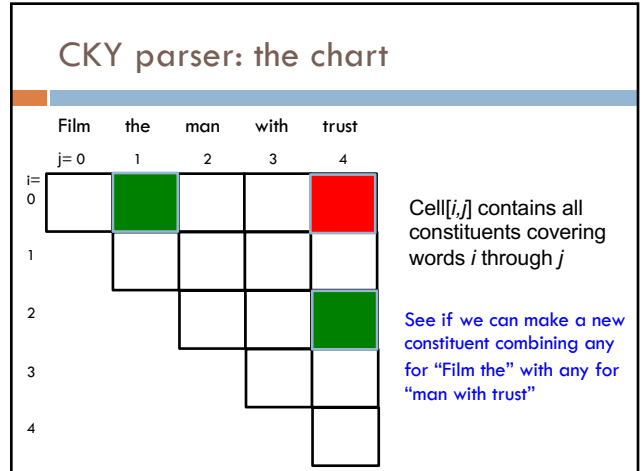 CKY parser: the chart
Film the man with trust
j= 0 1 2 3 4
i=
0
1
2
3
4
Cell[i,j] contains all
constituents covering
words i through j
See if we can make a new
constituent combining any
for “Film the” with any for
“man with trust”